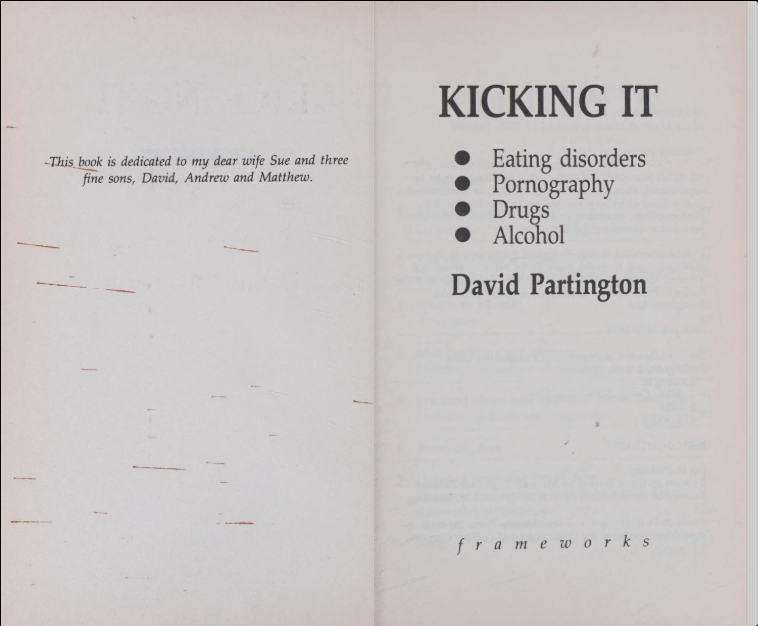 This book is dedicated to my dear wife Sue and three
fine sons, David, Andrew and Matthew.
KICKING IT
● Eating disorders
● Pornography
● Drugs
● Alcohol
David Partington
frameworks